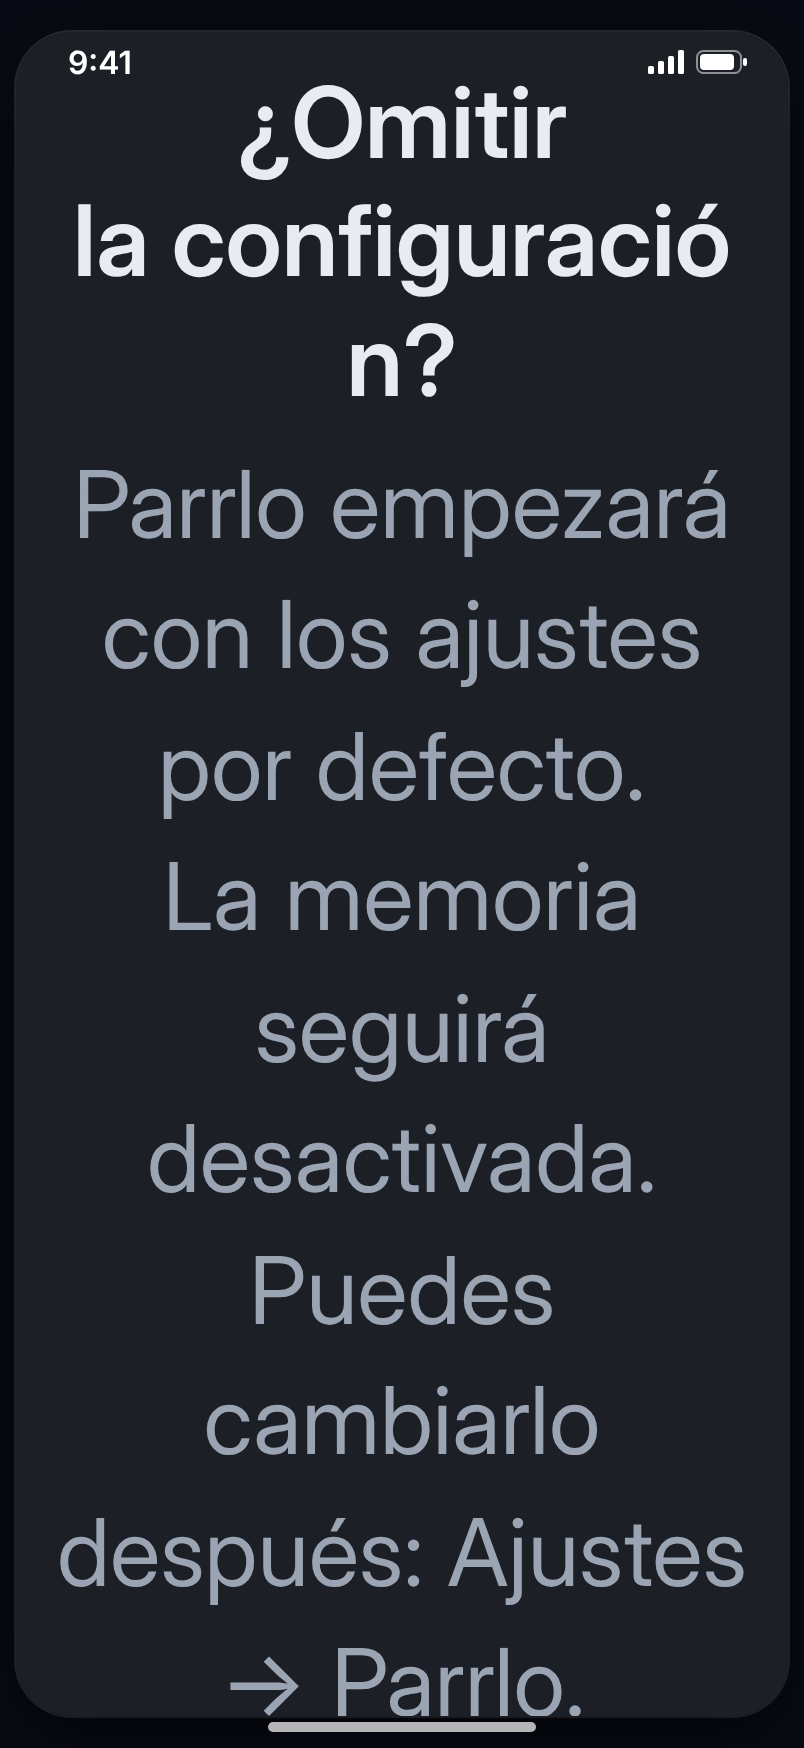 9:41
¿Omitir
la configuració
n?
Parrlo empezará
con los ajustes
por defecto.
La memoria
seguirá
desactivada.
Puedes
cambiarlo
después: Ajustes
→ Parrlo.